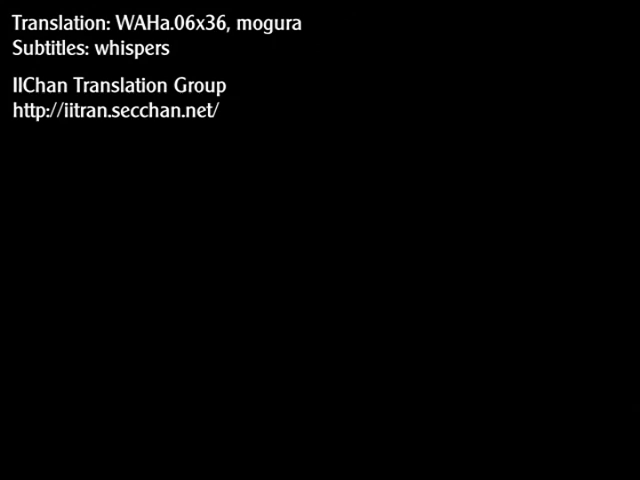 Translation: WAHa.06x36, mogura
Subtitles: whispers
IIChan Translation Group
http://iitran.secchan.net/